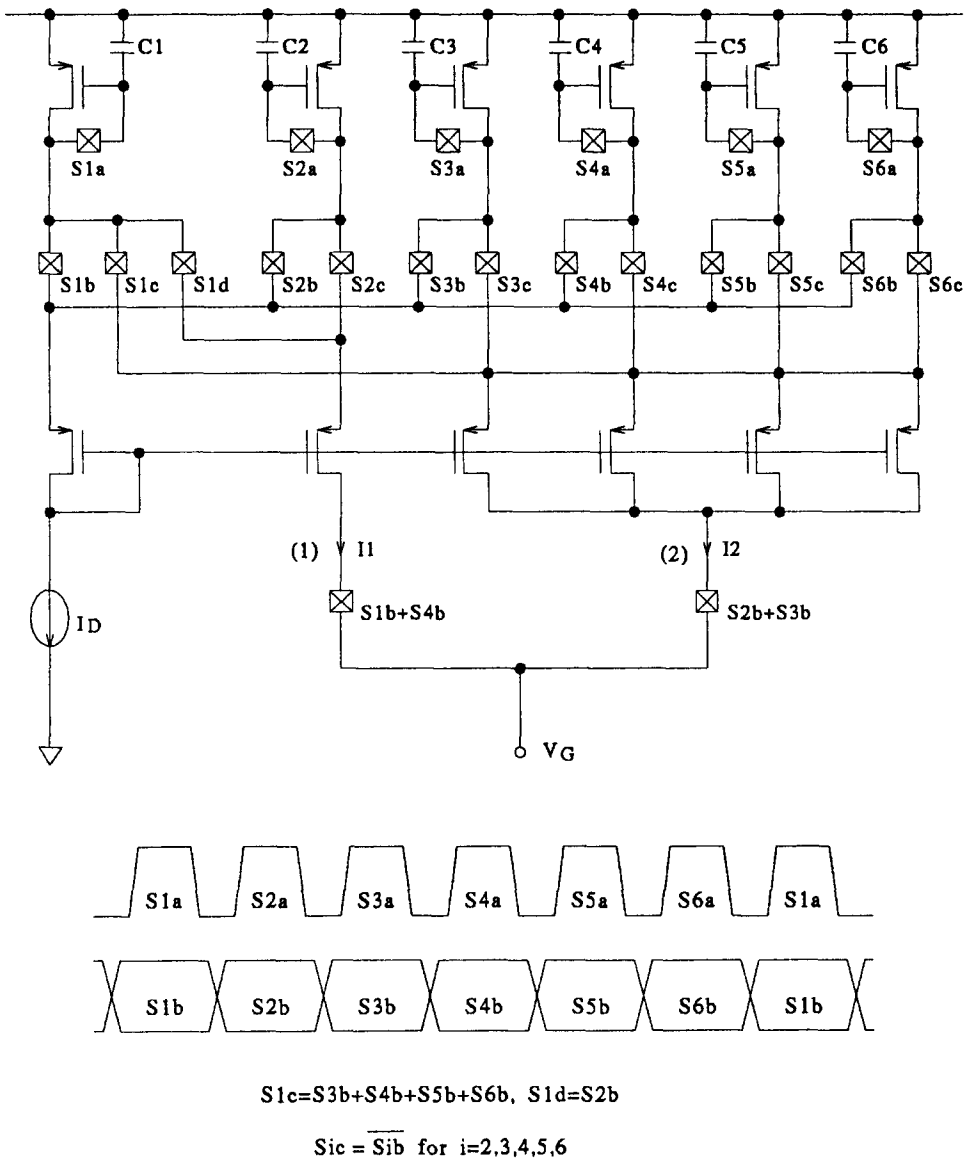 C1 C2 C3 C4 C5 C6
S1a S2a S3a S4a S5a S6a
S1b S1c S1d S2b S2c S3b S3c S4b S4c S5b S5c S6b S6c
(1) I1 (2) I2
ID S1b+S4b S2b+S3b
VG
S1a S2a S3a S4a S5a S6a S1a
S1b S2b S3b S4b S5b S6b S1b
S1c=S3b+S4b+S5b+S6b, S1d=S2b
Sic = \overline{Sib} for i=2,3,4,5,6